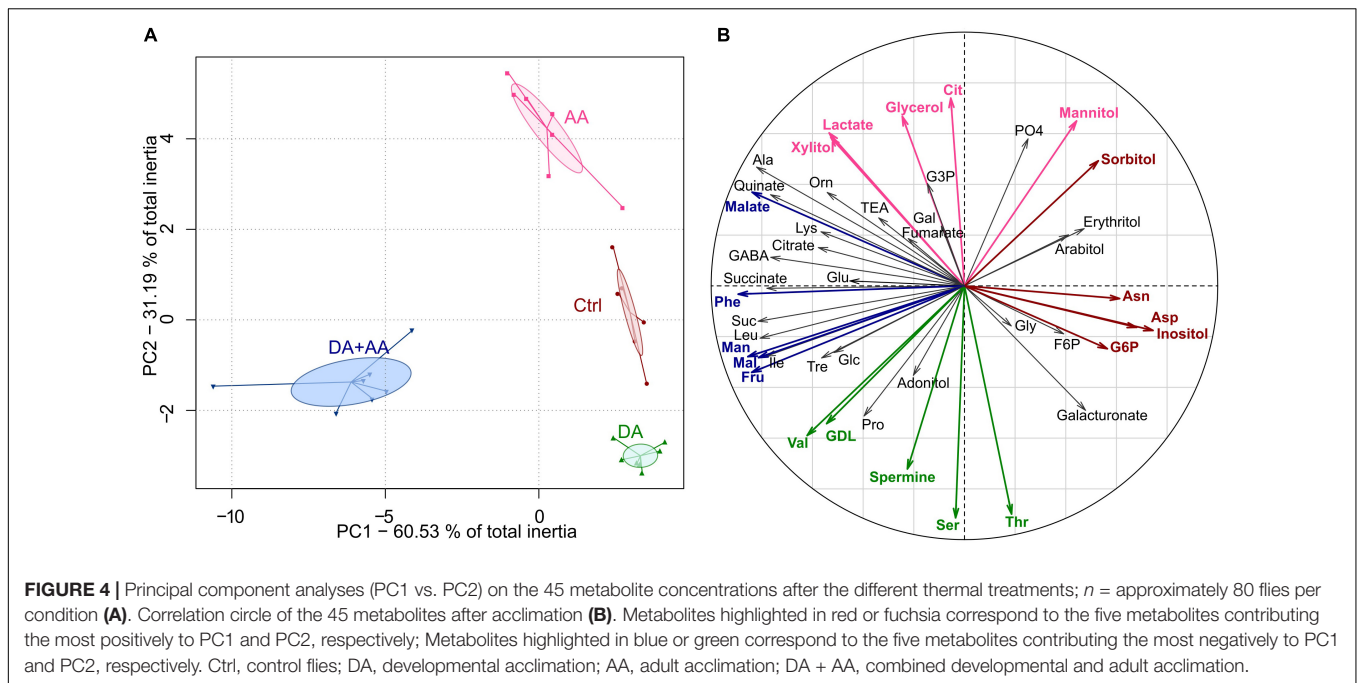 A
AA
Ctrl
DA+AA
DA
4
2
0
−2
−10
−5
0
PC2 − 31.19 % of total inertia
PC1 − 60.53 % of total inertia
B
Cit
Glycerol
Mannitol
Lactate
PO4
Xylitol
Sorbitol
Ala
G3P
Quinate
Orn
Malate
TEA
Gal
Erythritol
Lys
Fumarate
Arabitol
Citrate
GABA
Succinate
Glu
Phe
Asn
Suc
Asp
Leu
Gly
Inositol
Man
F6P
G6P
Mal
Ile
Tre
Glc
Fru
Adonitol
Pro
Galacturonate
Val
GDL
Spermine
Ser
Thr
FIGURE 4 | Principal component analyses (PC1 vs. PC2) on the 45 metabolite concentrations after the different thermal treatments; n = approximately 80 flies per
condition (A). Correlation circle of the 45 metabolites after acclimation (B). Metabolites highlighted in red or fuchsia correspond to the five metabolites contributing
the most positively to PC1 and PC2, respectively; Metabolites highlighted in blue or green correspond to the five metabolites contributing the most negatively to PC1
and PC2, respectively. Ctrl, control flies; DA, developmental acclimation; AA, adult acclimation; DA + AA, combined developmental and adult acclimation.